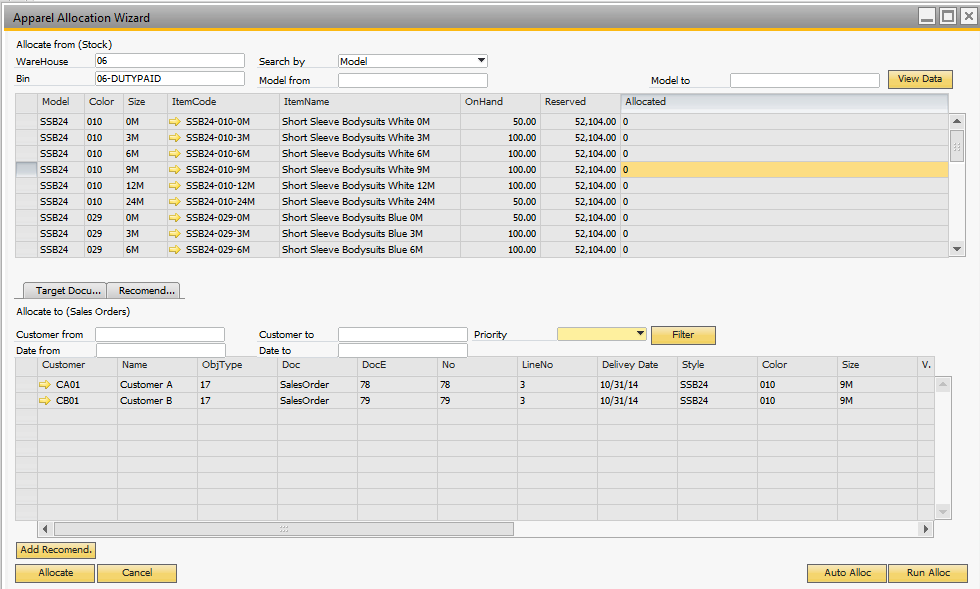 Apparel Allocation Wizard
Allocate from (Stock)
WareHouse 06 Search by Model
Bin 06-DUTYPAID Model from Model to View Data
Model Color Size ItemCode ItemName OnHand Reserved Allocated
SSB24 010 0M SSB24-010-0M Short Sleeve Bodysuits White 0M 50.00 52,104.00 0
SSB24 010 3M SSB24-010-3M Short Sleeve Bodysuits White 3M 100.00 52,104.00 0
SSB24 010 6M SSB24-010-6M Short Sleeve Bodysuits White 6M 100.00 52,104.00 0
SSB24 010 9M SSB24-010-9M Short Sleeve Bodysuits White 9M 100.00 52,104.00 0
SSB24 010 12M SSB24-010-12M Short Sleeve Bodysuits White 12M 100.00 52,104.00 0
SSB24 010 24M SSB24-010-24M Short Sleeve Bodysuits White 24M 50.00 52,104.00 0
SSB24 029 0M SSB24-029-0M Short Sleeve Bodysuits Blue 0M 50.00 52,104.00 0
SSB24 029 3M SSB24-029-3M Short Sleeve Bodysuits Blue 3M 100.00 52,104.00 0
SSB24 029 6M SSB24-029-6M Short Sleeve Bodysuits Blue 6M 100.00 52,104.00 0
Target Docu... Recomend...
Allocate to (Sales Orders)
Customer from Customer to Priority Filter
Date from Date to
Customer Name ObjType Doc DocE No LineNo Delivey Date Style Color Size V.
CA01 Customer A 17 SalesOrder 78 78 3 10/31/14 SSB24 010 9M
CB01 Customer B 17 SalesOrder 79 79 3 10/31/14 SSB24 010 9M
Add Recomend.
Allocate Cancel Auto Alloc Run Alloc